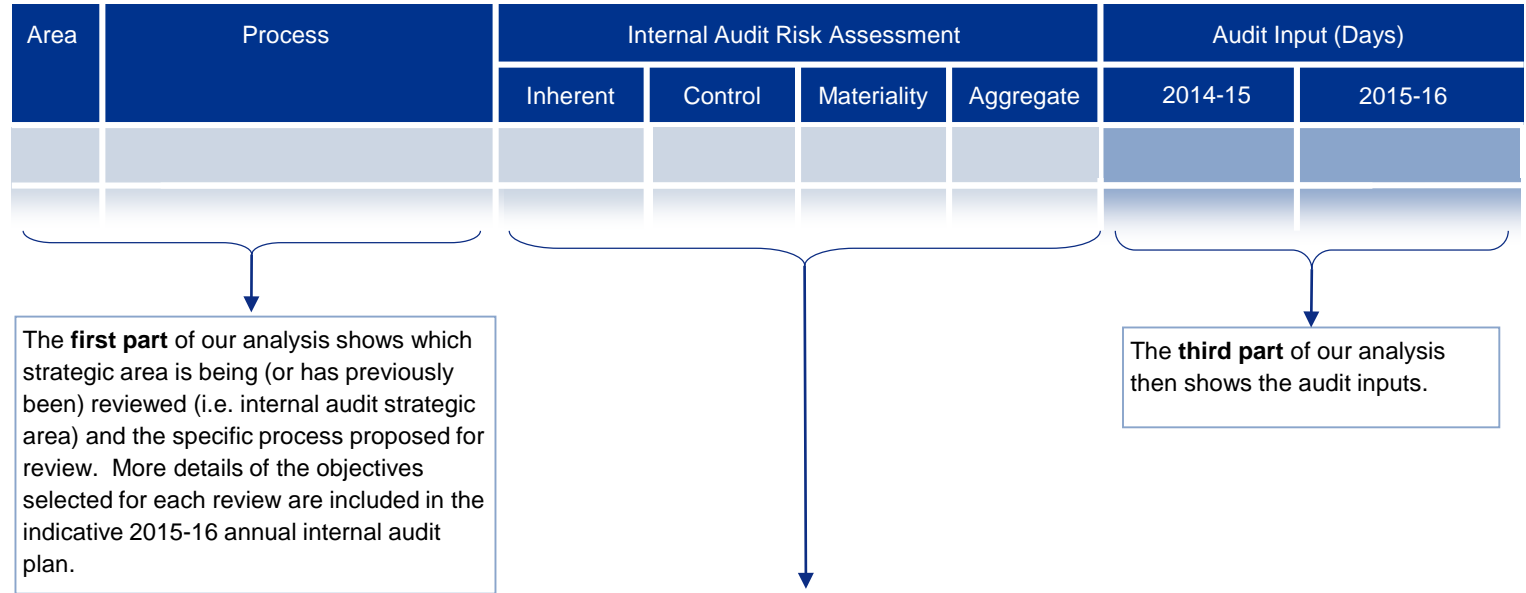 Area Process Internal Audit Risk Assessment Audit Input (Days)
Inherent Control Materiality Aggregate 2014-15 2015-16
The first part of our analysis shows which
strategic area is being (or has previously
been) reviewed (i.e. internal audit strategic
area) and the specific process proposed for
review. More details of the objectives
selected for each review are included in the
indicative 2015-16 annual internal audit
plan.
The third part of our analysis
then shows the audit inputs.